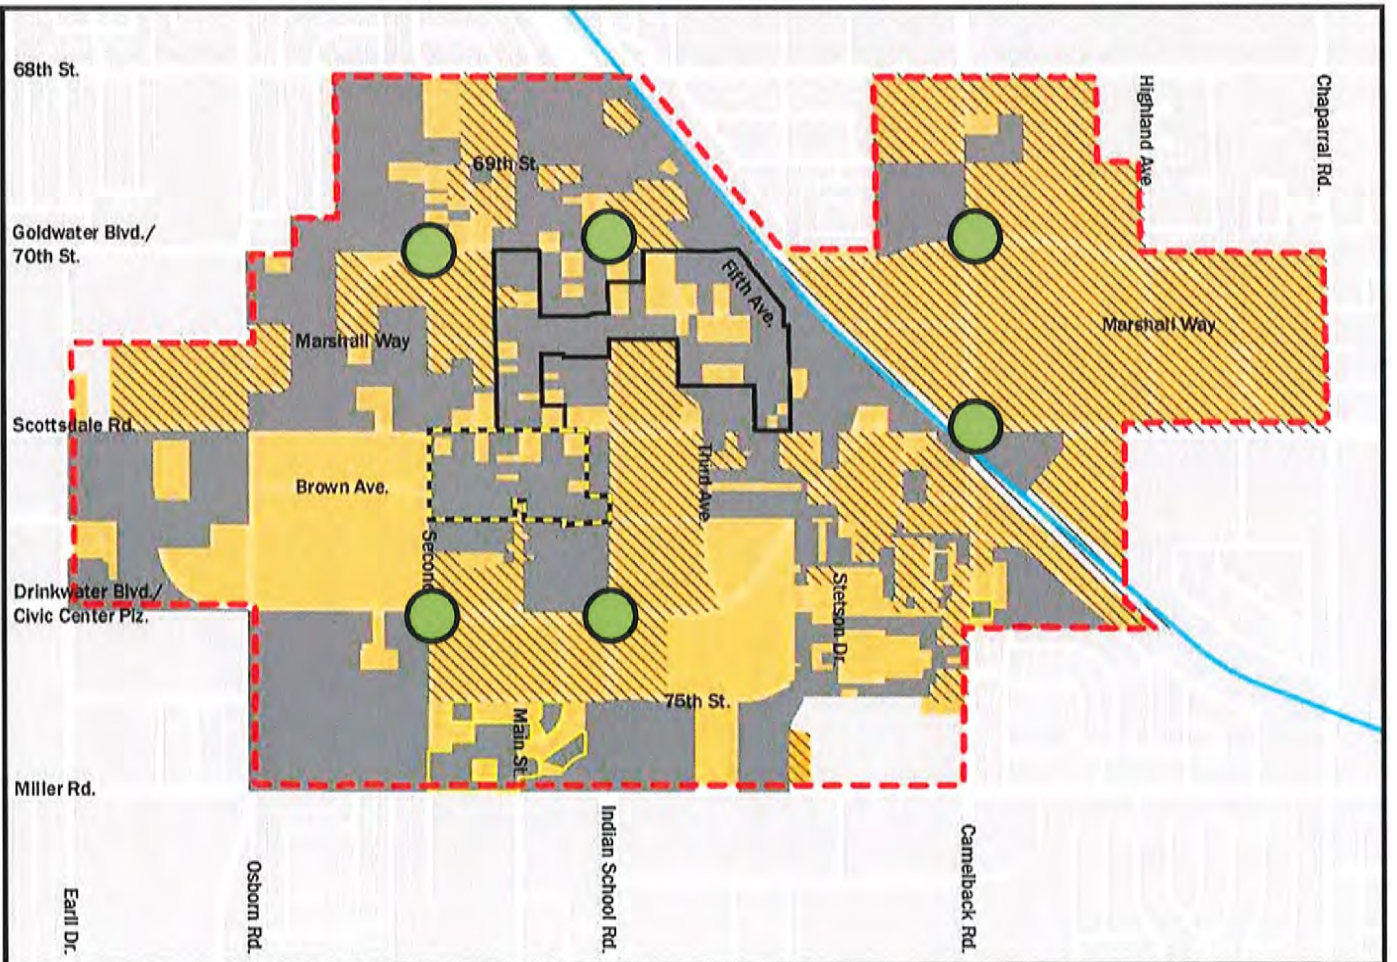 68th St.
Highland Ave.
Chaparral Rd.
69th St.
Goldwater Blvd./
70th St.
Fifth Ave.
Marshall Way
Marshall Way
Scottsdale Rd.
Third Ave.
Brown Ave.
Second
Stetson Dr.
Drinkwater Blvd./
Civic Center Plz.
75th St.
Main St.
Miller Rd.
Indian School Rd.
Camelback Rd.
Osborn Rd.
Earll Dr.